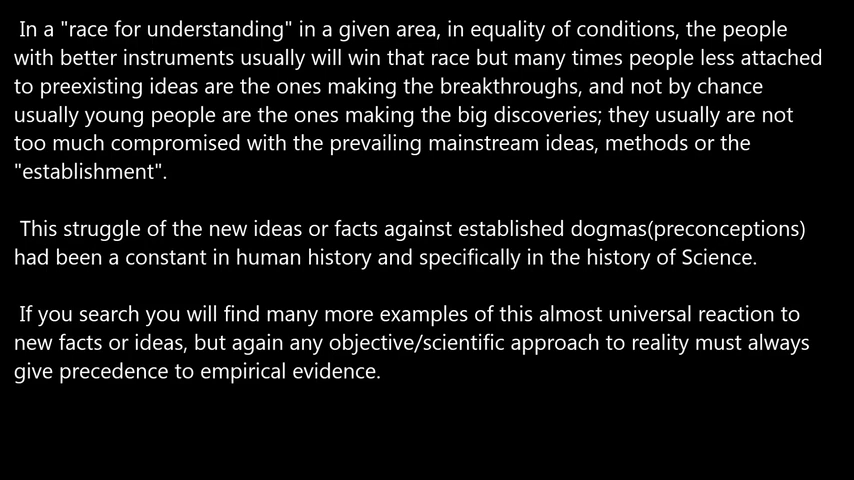 In a "race for understanding" in a given area, in equality of conditions, the people
with better instruments usually will win that race but many times people less attached
to preexisting ideas are the ones making the breakthroughs, and not by chance
usually young people are the ones making the big discoveries; they usually are not
too much compromised with the prevailing mainstream ideas, methods or the
"establishment".
This struggle of the new ideas or facts against established dogmas(preconceptions)
had been a constant in human history and specifically in the history of Science.
If you search you will find many more examples of this almost universal reaction to
new facts or ideas, but again any objective/scientific approach to reality must always
give precedence to empirical evidence.